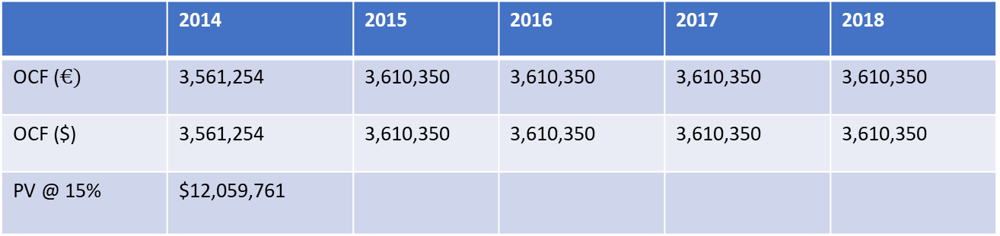 2014 2015 2016 2017 2018
OCF (€) 3,561,254 3,610,350 3,610,350 3,610,350 3,610,350
OCF ($) 3,561,254 3,610,350 3,610,350 3,610,350 3,610,350
PV @ 15% $12,059,761